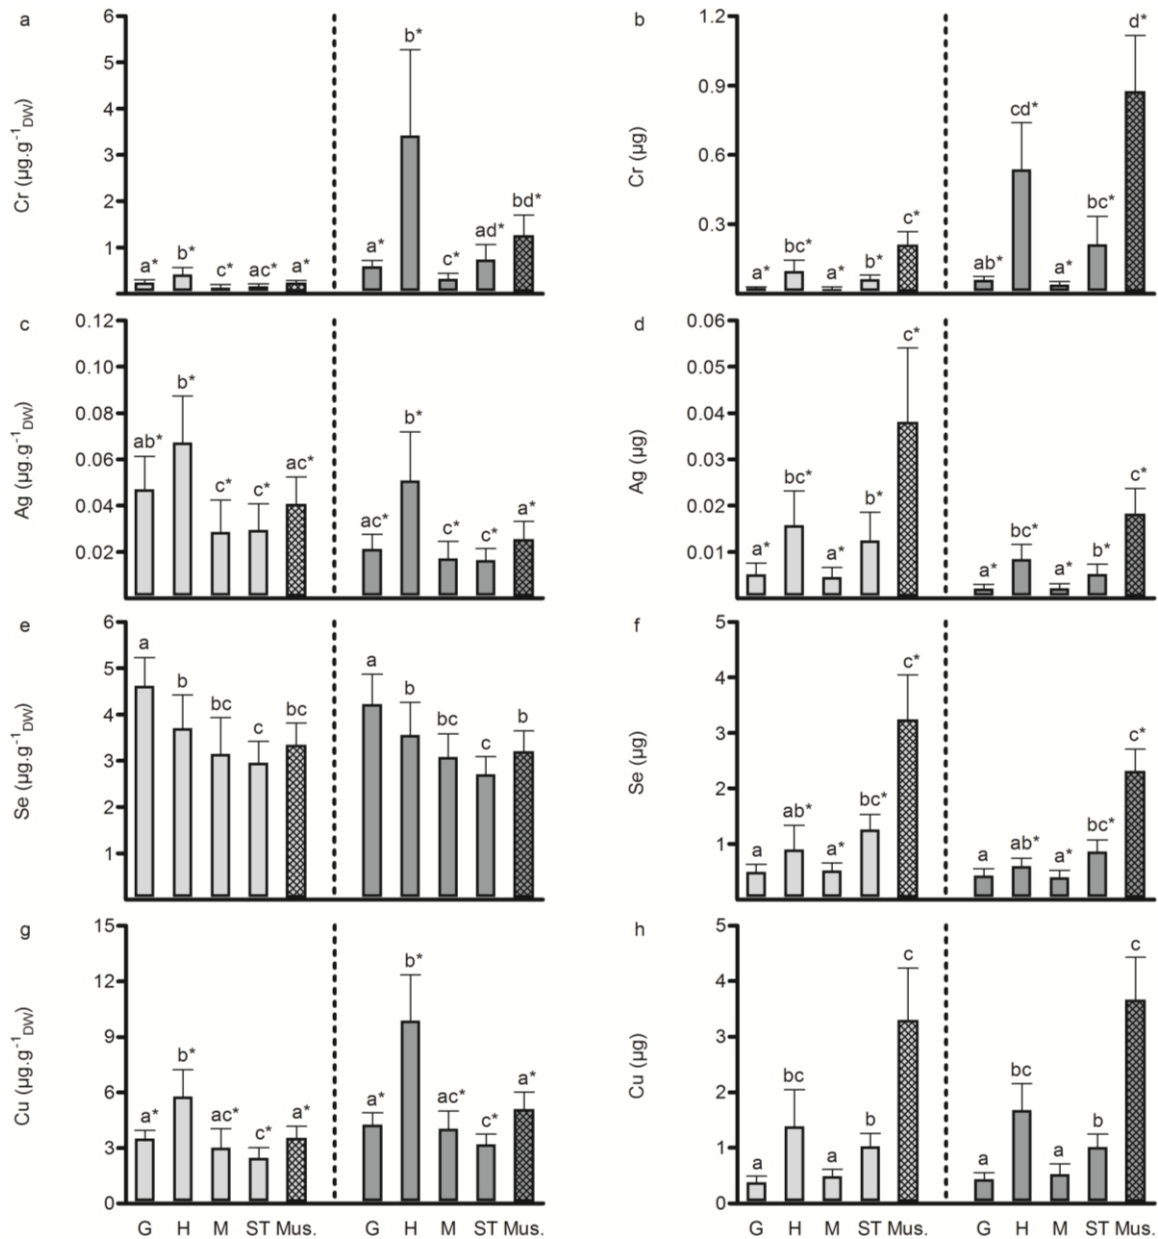 a
6
5
4
3
2
1
Cr (µg.g⁻¹DW)
a* b* c* ac* a*
a* b* c* ad* bd*
b
1.2
0.9
0.6
0.3
Cr (µg)
a* bc* a* b* c*
ab* cd* a* bc* d*
c
0.12
0.10
0.08
0.06
0.04
0.02
Ag (µg.g⁻¹DW)
ab* b* c* c* ac*
ac* b* c* c* a*
d
0.06
0.05
0.04
0.03
0.02
0.01
Ag (µg)
a* bc* a* b* c*
a* bc* a* b* c*
e
6
5
4
3
2
1
Se (µg.g⁻¹DW)
a b bc c bc
a b bc c b
f
5
4
3
2
1
Se (µg)
a ab* a* bc* c*
a ab* a* bc* c*
g
15
12
9
6
3
0
Cu (µg.g⁻¹DW)
a* b* ac* c* a*
a* b* ac* c* a*
G H M ST Mus. G H M ST Mus.
h
5
4
3
2
1
0
Cu (µg)
a bc a b c
a bc a b c
G H M ST Mus. G H M ST Mus.